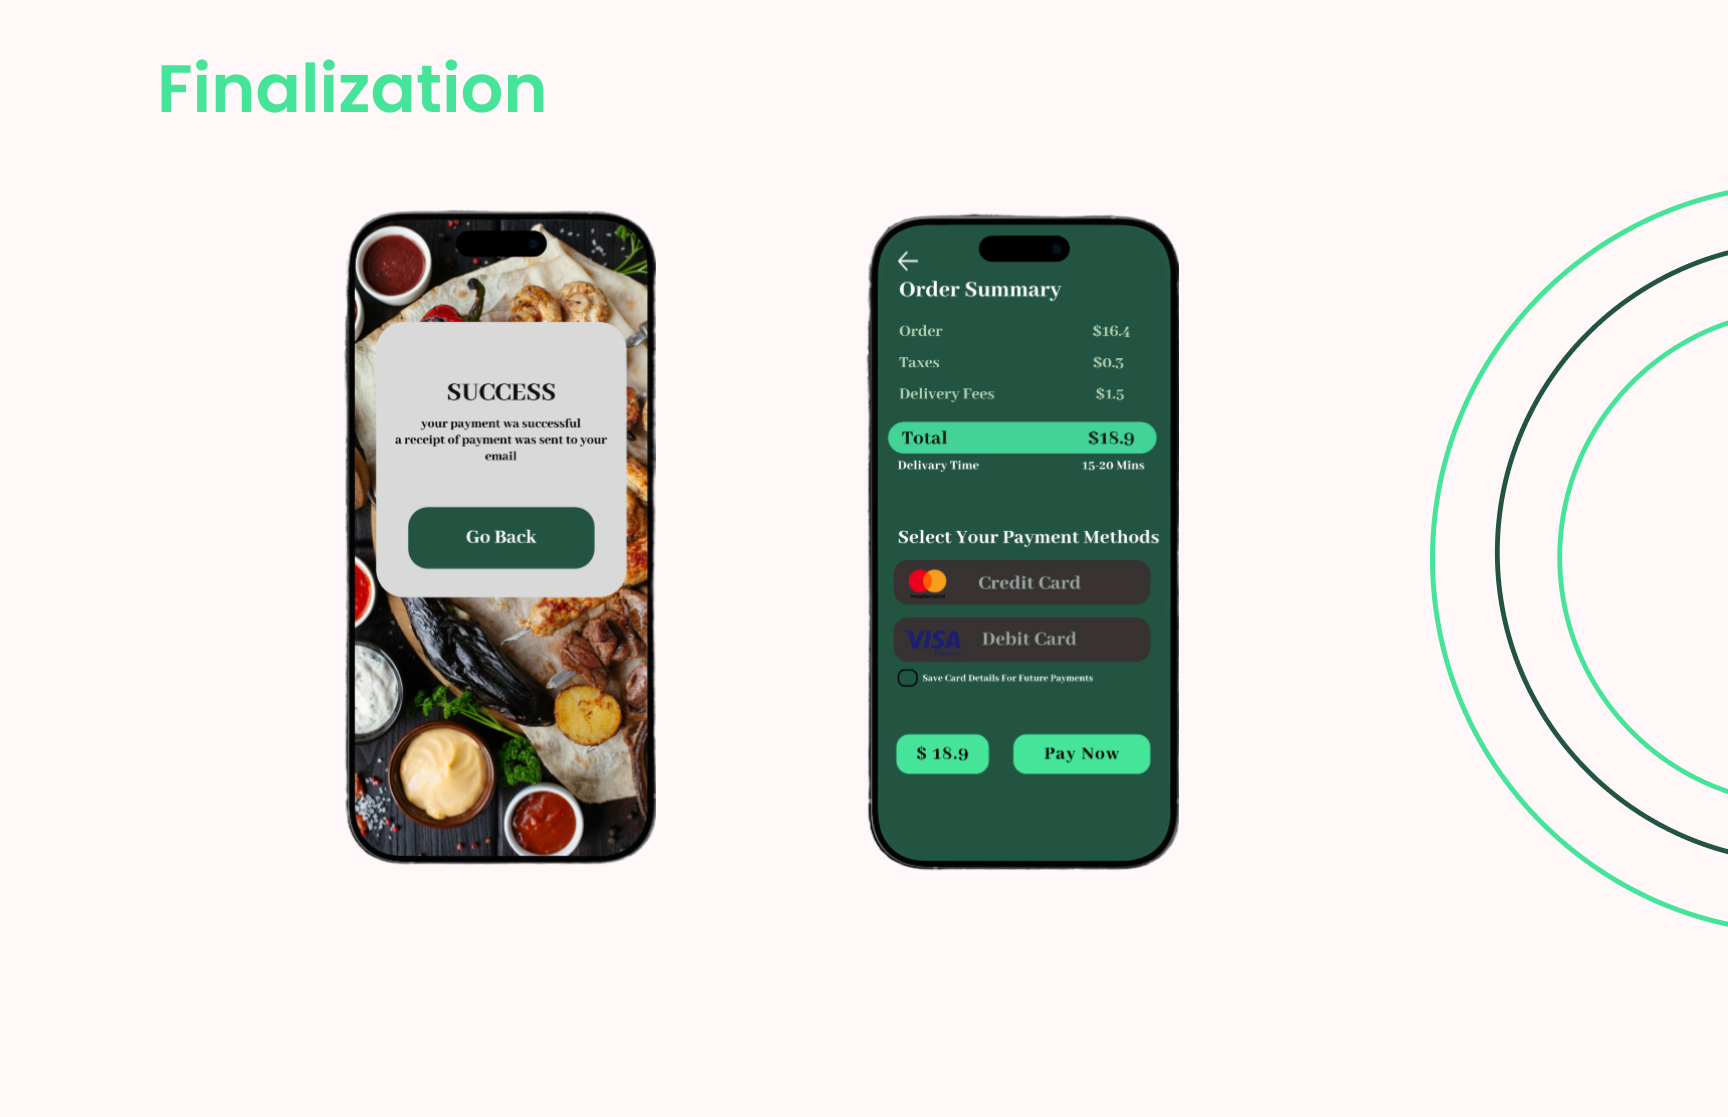 Finalization
SUCCESS
your payment wa successful
a receipt of payment was sent to your
email
Go Back
Order Summary
Order $16.4
Taxes $0.3
Delivery Fees $1.5
Total $18.9
Delivary Time 15-20 Mins
Select Your Payment Methods
mastercard Credit Card
VISA Debit Card
Save Card Details For Future Payments
$ 18.9 Pay Now